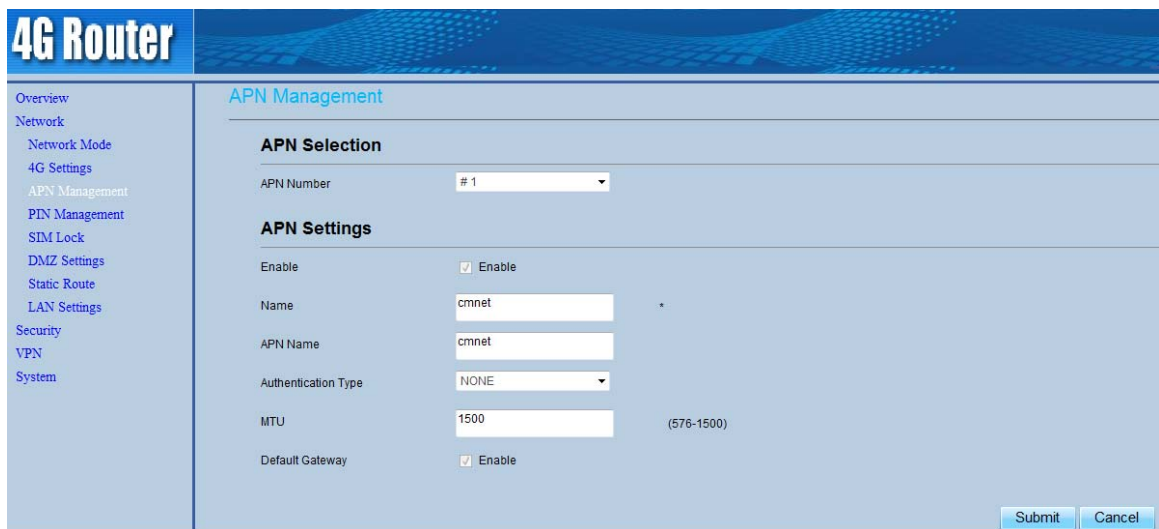 4G Router
Overview
Network
Network Mode
4G Settings
APN Management
PIN Management
SIM Lock
DMZ Settings
Static Route
LAN Settings
Security
VPN
System
APN Management
APN Selection
APN Number # 1
APN Settings
Enable Enable
Name cmnet *
APN Name cmnet
Authentication Type NONE
MTU 1500 (576-1500)
Default Gateway Enable
Submit Cancel